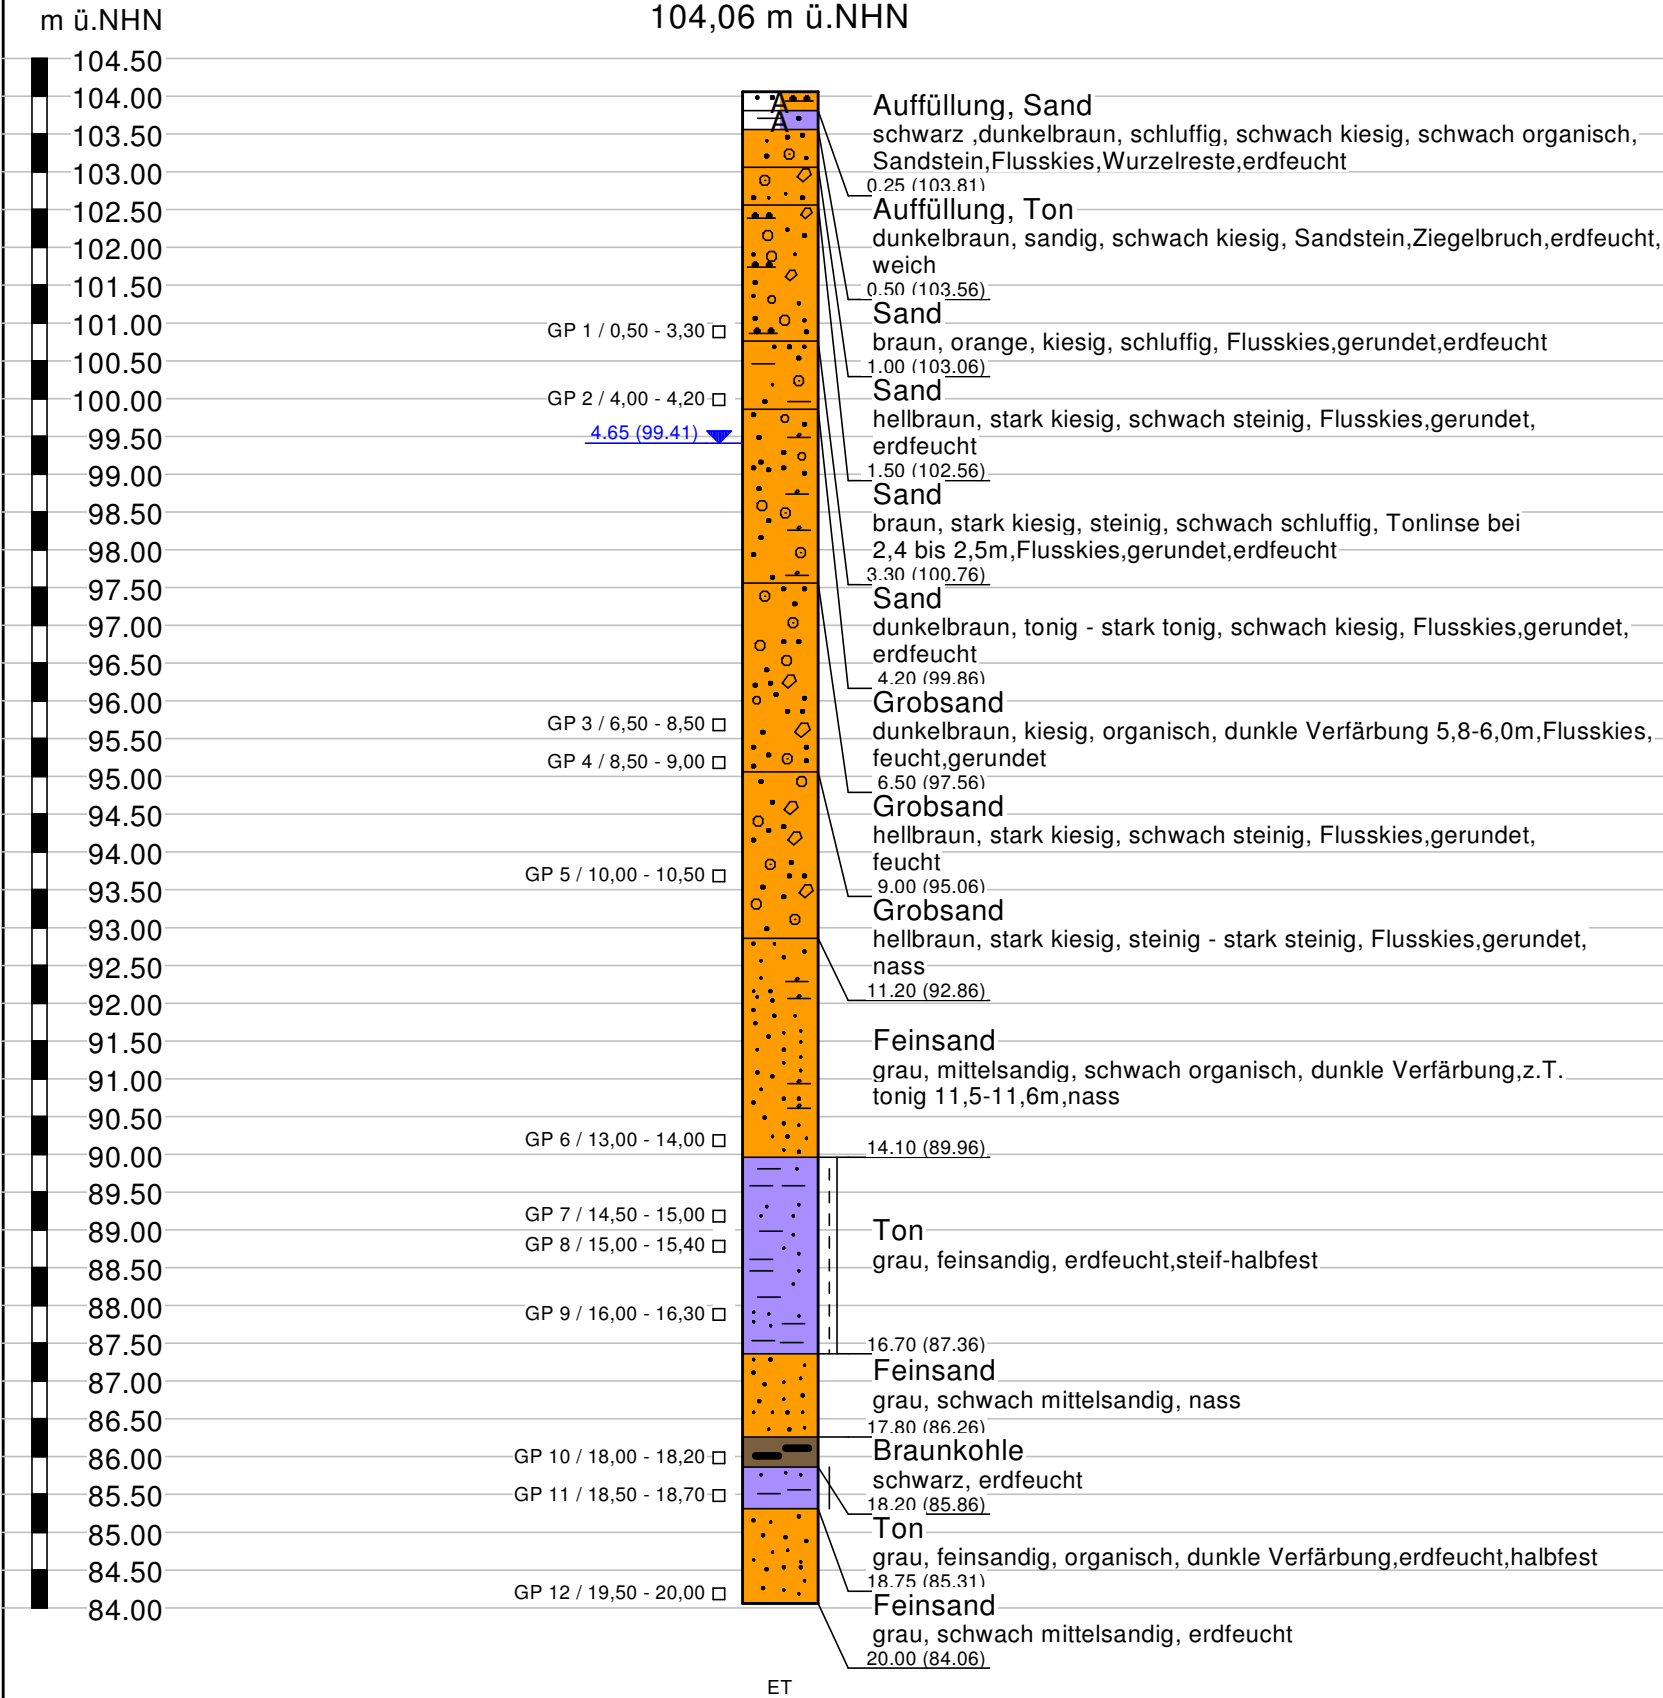 m ü.NHN
104,06 m ü.NHN
104.50
104.00
103.50
103.00
102.50
102.00
101.50
101.00
100.50
100.00
99.50
99.00
98.50
98.00
97.50
97.00
96.50
96.00
95.50
95.00
94.50
94.00
93.50
93.00
92.50
92.00
91.50
91.00
90.50
90.00
89.50
89.00
88.50
88.00
87.50
87.00
86.50
86.00
85.50
85.00
84.50
84.00
GP 1 / 0,50 - 3,30
GP 2 / 4,00 - 4,20
4.65 (99.41)
GP 3 / 6,50 - 8,50
GP 4 / 8,50 - 9,00
GP 5 / 10,00 - 10,50
GP 6 / 13,00 - 14,00
GP 7 / 14,50 - 15,00
GP 8 / 15,00 - 15,40
GP 9 / 16,00 - 16,30
GP 10 / 18,00 - 18,20
GP 11 / 18,50 - 18,70
GP 12 / 19,50 - 20,00
A
A
Auffüllung, Sand
schwarz ,dunkelbraun, schluffig, schwach kiesig, schwach organisch,
Sandstein,Flusskies,Wurzelreste,erdfeucht
0.25 (103.81)
Auffüllung, Ton
dunkelbraun, sandig, schwach kiesig, Sandstein,Ziegelbruch,erdfeucht,
weich
0.50 (103.56)
Sand
braun, orange, kiesig, schluffig, Flusskies,gerundet,erdfeucht
1.00 (103.06)
Sand
hellbraun, stark kiesig, schwach steinig, Flusskies,gerundet,
erdfeucht
1.50 (102.56)
Sand
braun, stark kiesig, steinig, schwach schluffig, Tonlinse bei
2,4 bis 2,5m,Flusskies,gerundet,erdfeucht
3.30 (100.76)
Sand
dunkelbraun, tonig - stark tonig, schwach kiesig, Flusskies,gerundet,
erdfeucht
4.20 (99.86)
Grobsand
dunkelbraun, kiesig, organisch, dunkle Verfärbung 5,8-6,0m,Flusskies,
feucht,gerundet
6.50 (97.56)
Grobsand
hellbraun, stark kiesig, schwach steinig, Flusskies,gerundet,
feucht
9.00 (95.06)
Grobsand
hellbraun, stark kiesig, steinig - stark steinig, Flusskies,gerundet,
nass
11.20 (92.86)
Feinsand
grau, mittelsandig, schwach organisch, dunkle Verfärbung,z.T.
tonig 11,5-11,6m,nass
14.10 (89.96)
Ton
grau, feinsandig, erdfeucht,steif-halbfest
16.70 (87.36)
Feinsand
grau, schwach mittelsandig, nass
17.80 (86.26)
Braunkohle
schwarz, erdfeucht
18.20 (85.86)
Ton
grau, feinsandig, organisch, dunkle Verfärbung,erdfeucht,halbfest
18.75 (85.31)
Feinsand
grau, schwach mittelsandig, erdfeucht
20.00 (84.06)
ET